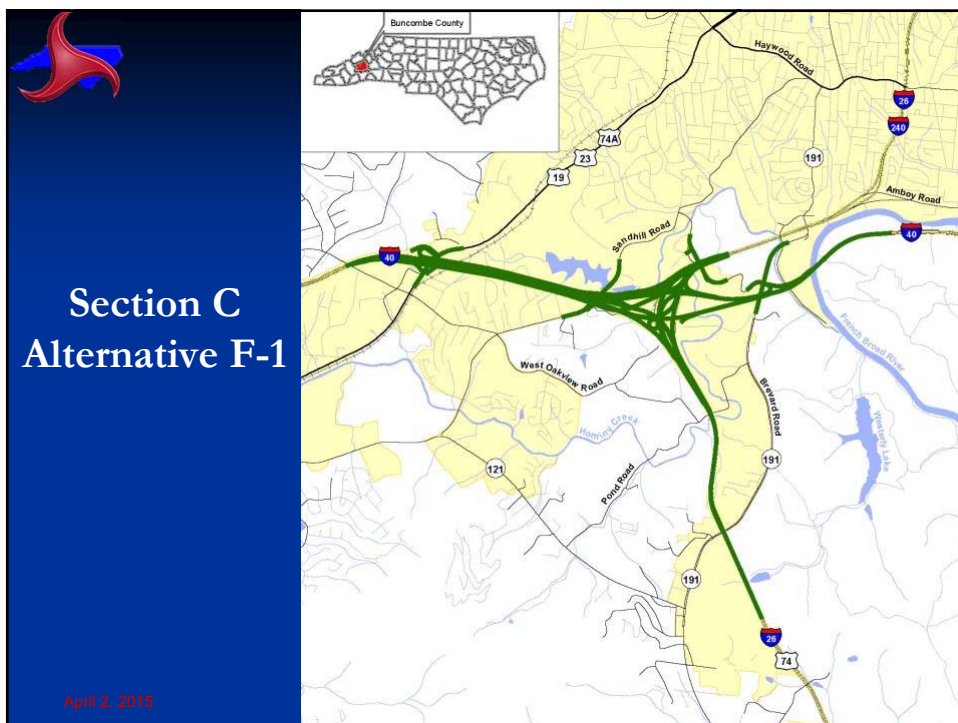 Section C
Alternative F-1
April 2, 2015
Buncombe County
Haywood Road
26
240
74A
23
19
191
Amboy Road
40
Sandhill Road
40
French Broad River
West Oakview Road
Brevard Road
Westerly Lake
Hominy Creek
191
121
Pond Road
191
26
74